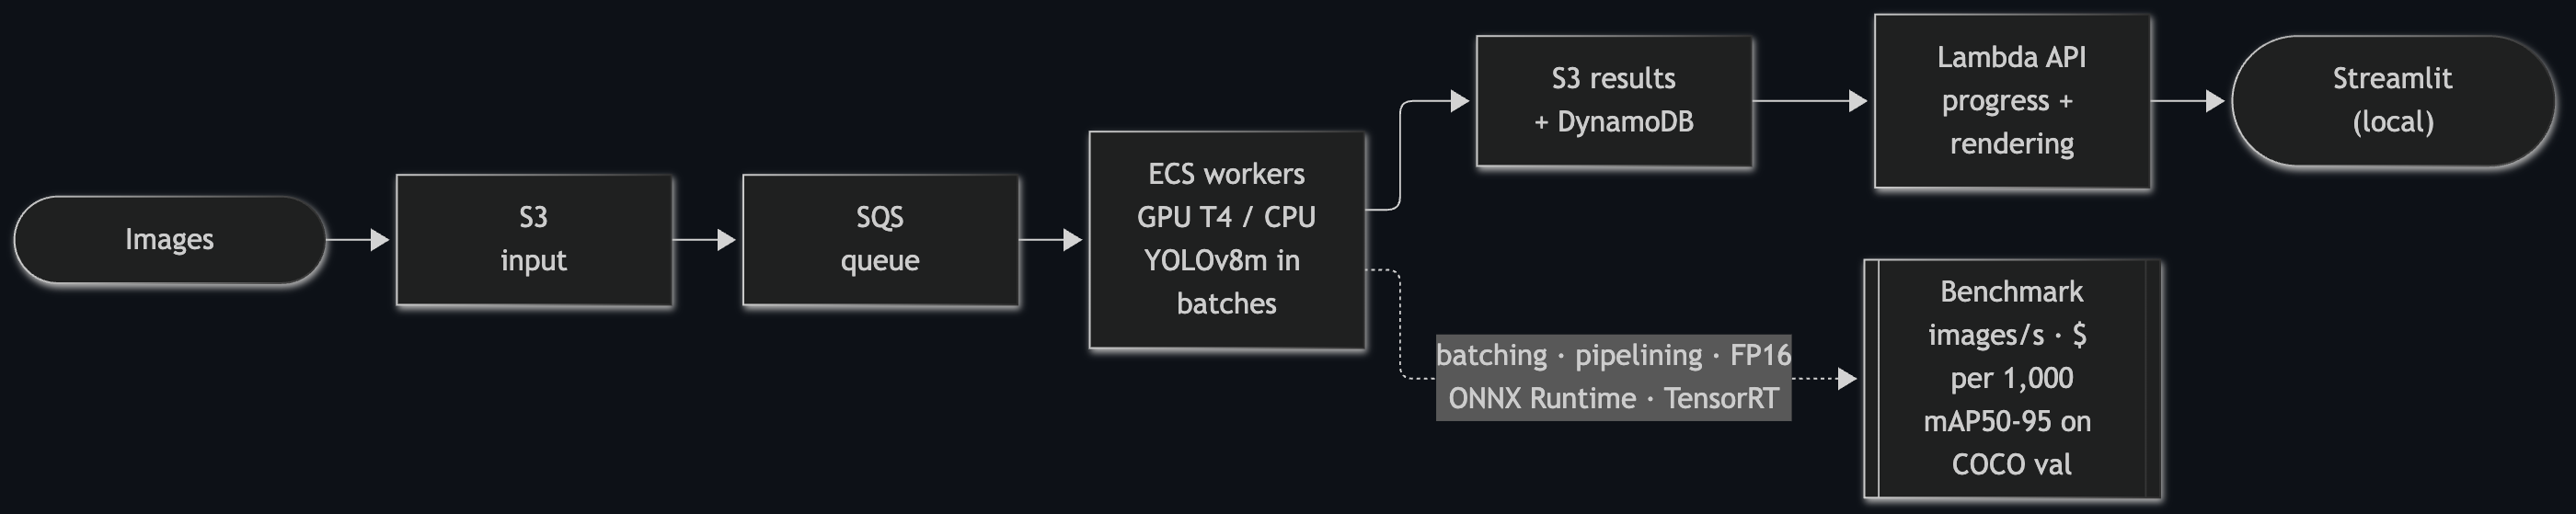 Images
S3
input
SQS
queue
ECS workers
GPU T4 / CPU
YOLOv8m in
batches
S3 results
+ DynamoDB
Lambda API
progress +
rendering
Streamlit
(local)
batching · pipelining · FP16
ONNX Runtime · TensorRT
Benchmark
images/s · $
per 1,000
mAP50-95 on
COCO val